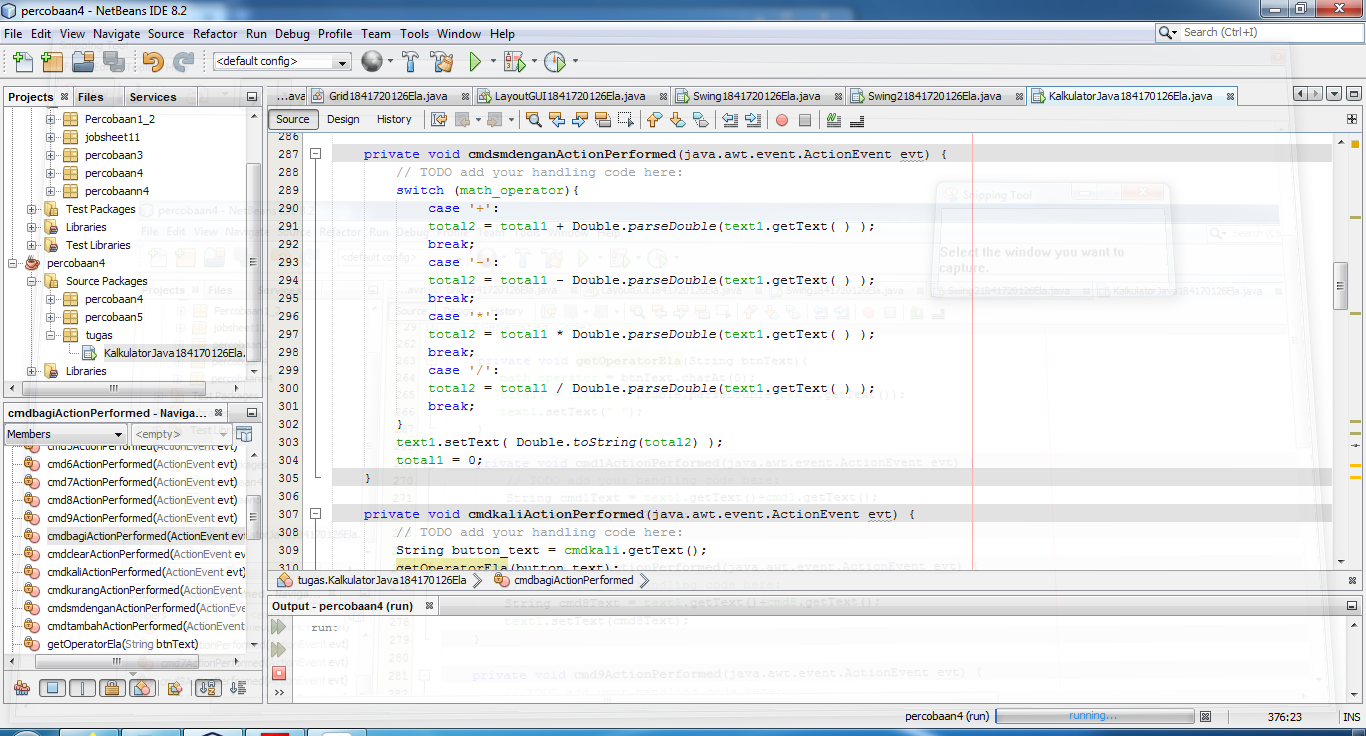 percobaan4 - NetBeans IDE 8.2
File Edit View Navigate Source Refactor Run Debug Profile Team Tools Window Help
Search (Ctrl+I)
<default config>
Projects Files Services
...ava Grid1841720126Ela.java LayoutGUI1841720126Ela.java Swing1841720126Ela.java Swing21841720126Ela.java KalkulatorJava184170126Ela.java
Source Design History
Percobaan1_2
jobsheet11
percobaan3
percobaan4
percobaann4
Test Packages
Libraries
Test Libraries
percobaan4
Source Packages
percobaan4
percobaan5
tugas
KalkulatorJava184170126Ela.
Libraries
cmdbagiActionPerformed - Naviga...
Members <empty>
cmd5ActionPerformed(ActionEvent evt)
cmd6ActionPerformed(ActionEvent evt)
cmd7ActionPerformed(ActionEvent evt)
cmd8ActionPerformed(ActionEvent evt)
cmd9ActionPerformed(ActionEvent evt)
cmdbagiActionPerformed(ActionEvent evt
cmdclearActionPerformed(ActionEvent ev
cmdkaliActionPerformed(ActionEvent evt)
cmdkurangActionPerformed(ActionEvent
cmdsmdenganActionPerformed(ActionEve
cmdtambahActionPerformed(ActionEvent
getOperatorEla(String btnText)
286
287 private void cmdsmdenganActionPerformed(java.awt.event.ActionEvent evt) {
288 // TODO add your handling code here:
289 switch (math_operator){
290 case '+':
291 total2 = total1 + Double.parseDouble(text1.getText( ) );
292 break;
293 case '-':
294 total2 = total1 - Double.parseDouble(text1.getText( ) );
295 break;
296 case '*':
297 total2 = total1 * Double.parseDouble(text1.getText( ) );
298 break;
299 case '/':
300 total2 = total1 / Double.parseDouble(text1.getText( ) );
301 break;
302 }
303 text1.setText( Double.toString(total2) );
304 total1 = 0;
305 }
306
307 private void cmdkaliActionPerformed(java.awt.event.ActionEvent evt) {
308 // TODO add your handling code here:
309 String button_text = cmdkali.getText();
310 getOperatorEla(button_text);
tugas.KalkulatorJava184170126Ela cmdbagiActionPerformed
Output - percobaan4 (run)
run:
Snipping Tool
Select the window you want to
capture.
percobaan4 (run) running... 376:23 INS